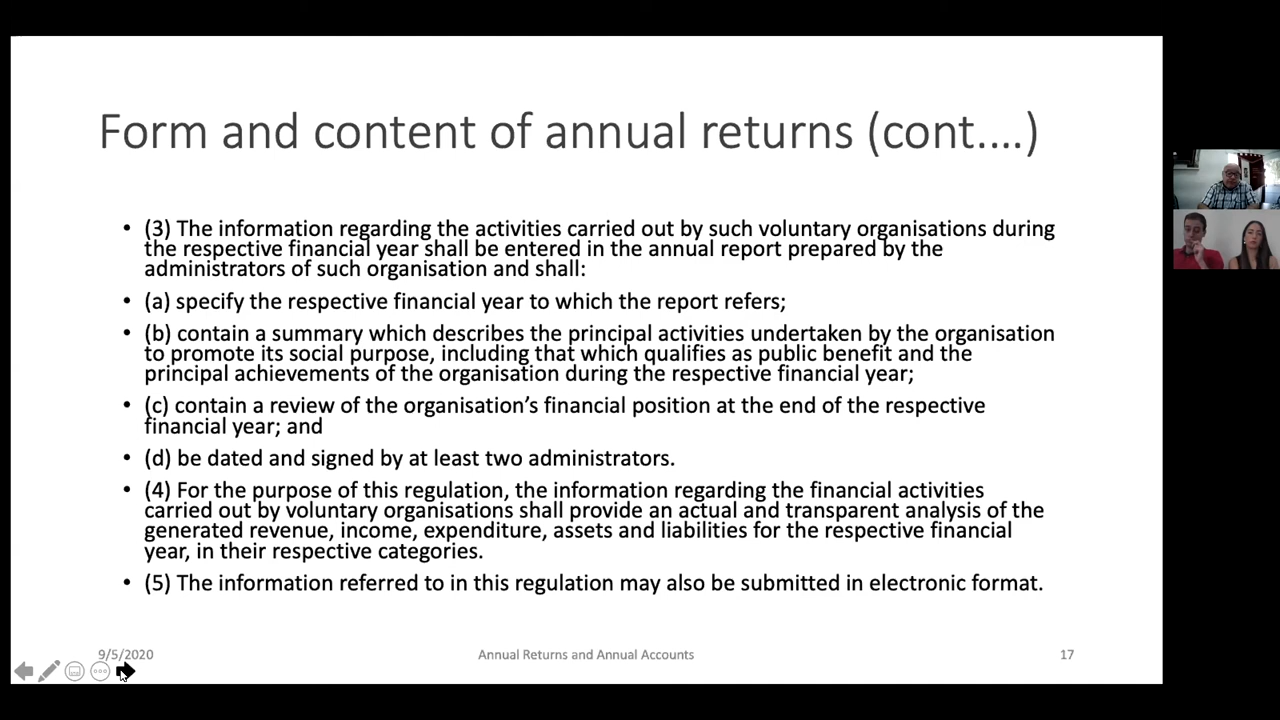 Form and content of annual returns (cont.…)
• (3) The information regarding the activities carried out by such voluntary organisations during
the respective financial year shall be entered in the annual report prepared by the
administrators of such organisation and shall:
• (a) specify the respective financial year to which the report refers;
• (b) contain a summary which describes the principal activities undertaken by the organisation
to promote its social purpose, including that which qualifies as public benefit and the
principal achievements of the organisation during the respective financial year;
• (c) contain a review of the organisation’s financial position at the end of the respective
financial year; and
• (d) be dated and signed by at least two administrators.
• (4) For the purpose of this regulation, the information regarding the financial activities
carried out by voluntary organisations shall provide an actual and transparent analysis of the
generated revenue, income, expenditure, assets and liabilities for the respective financial
year, in their respective categories.
• (5) The information referred to in this regulation may also be submitted in electronic format.
9/5/2020
Annual Returns and Annual Accounts
17